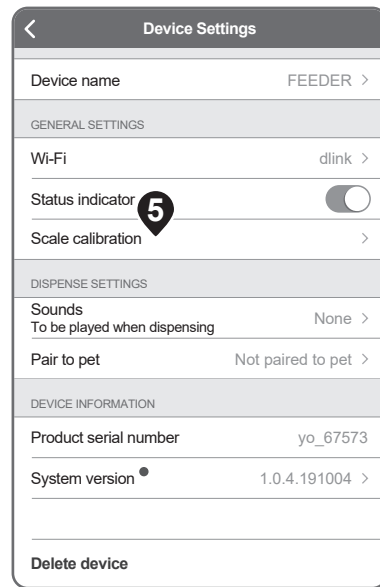 Device Settings
Device name FEEDER >
GENERAL SETTINGS
Wi-Fi dlink >
Status indicator
5
Scale calibration >
DISPENSE SETTINGS
Sounds None >
To be played when dispensing
Pair to pet Not paired to pet >
DEVICE INFORMATION
Product serial number yo_67573
System version 1.0.4.191004 >
Delete device